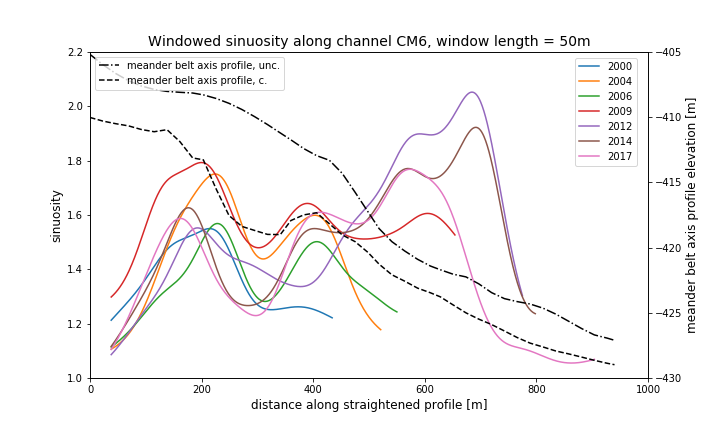 Windowed sinuosity along channel CM6, window length = 50m
meander belt axis profile, unc.
meander belt axis profile, c.
2000
2004
2006
2009
2012
2014
2017
2.2
2.0
1.8
1.6
1.4
1.2
1.0
sinuosity
−405
−410
−415
−420
−425
−430
meander belt axis profile elevation [m]
0 200 400 600 800 1000
distance along straightened profile [m]